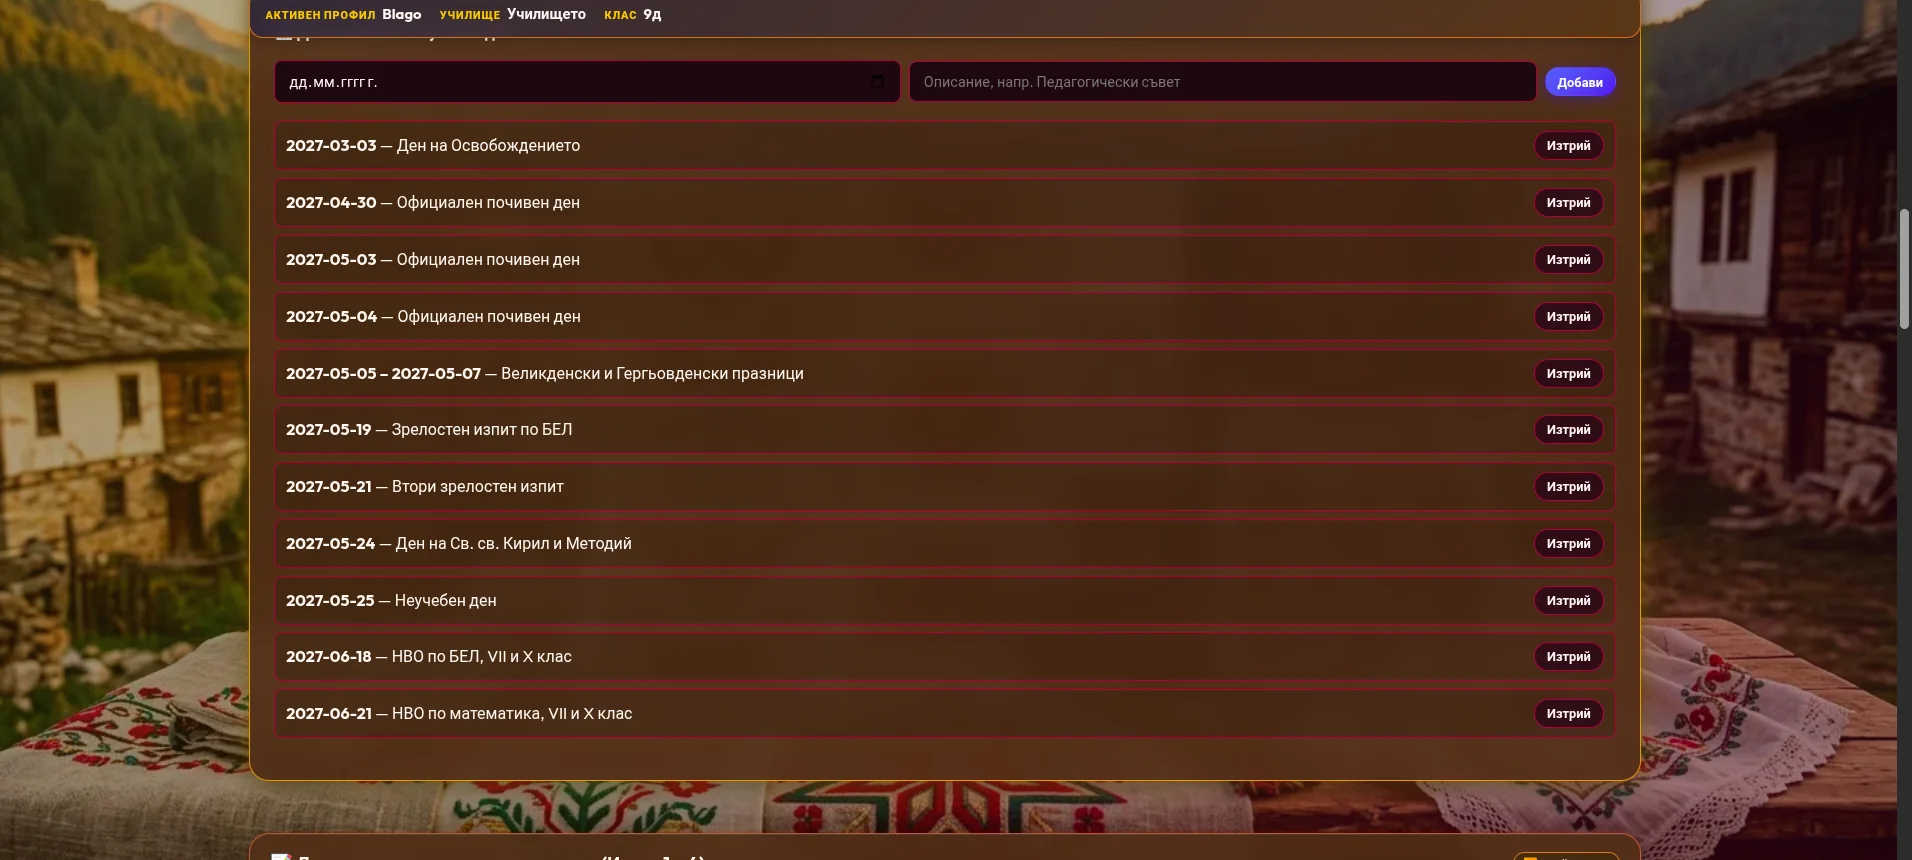 АКТИВЕН ПРОФИЛ Blago УЧИЛИЩЕ Училището КЛАС 9д
дд.мм.гггг г.
Описание, напр. Педагогически съвет
Добави
2027-03-03 — Ден на Освобождението
Изтрий
2027-04-30 — Официален почивен ден
Изтрий
2027-05-03 — Официален почивен ден
Изтрий
2027-05-04 — Официален почивен ден
Изтрий
2027-05-05 – 2027-05-07 — Великденски и Гергьовденски празници
Изтрий
2027-05-19 — Зрелостен изпит по БЕЛ
Изтрий
2027-05-21 — Втори зрелостен изпит
Изтрий
2027-05-24 — Ден на Св. св. Кирил и Методий
Изтрий
2027-05-25 — Неучебен ден
Изтрий
2027-06-18 — НВО по БЕЛ, VII и X клас
Изтрий
2027-06-21 — НВО по математика, VII и X клас
Изтрий